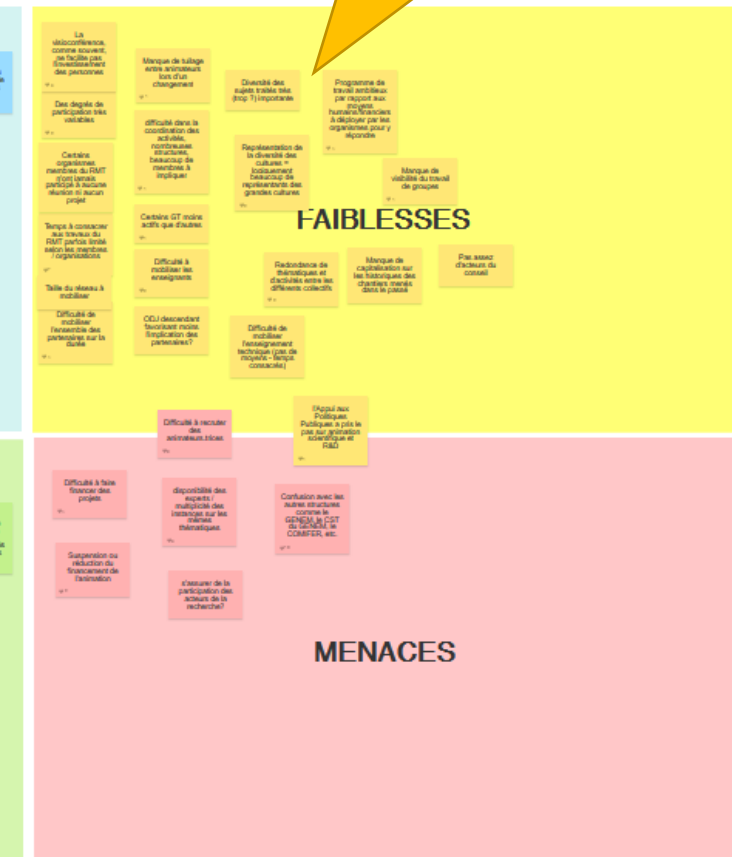 La
visioconférence,
comme souvent,
ne facilite pas
l'investissement
des personnes
Des degrés de
participation très
variables
Certains
organismes
membres du RMT
n'ont jamais
participé à aucune
réunion ni aucun
projet
Temps à consacrer
aux travaux du
RMT parfois limité
selon les membres
/ organisations
Taille du réseau à
mobiliser
Difficulté de
mobiliser
l'ensemble des
partenaires sur la
durée
Manque de tuilage
entre animateurs
lors d'un
changement
difficulté dans la
coordination des
activités,
nombreuses
structures,
beaucoup de
membres à
impliquer
Certains GT moins
actifs que d'autres
Difficulté à
mobiliser les
enseignants
ODJ descendant
favorisant moins
l'implication des
partenaires?
Diversité des
sujets traités très
(trop ?) importante
Représentation de
la diversité des
cultures =
logiquement
beaucoup de
représentants des
grandes cultures
Programme de
travail ambitieux
par rapport aux
moyens
humains/financiers
à déployer par les
organismes pour y
répondre
Manque de
visibilité du travail
de groupes
FAIBLESSES
Redondance de
thématiques et
d'activités entre les
différents collectifs
Manque de
capitalisation sur
les historiques des
chantiers menés
dans le passé
Pas assez
d'acteurs du
conseil
Difficulté de
mobiliser
l'enseignement
technique (pas de
moyens - temps
consacrés)
l'Appui aux
Politiques
Publiques a pris le
pas sur animation
scientifique et
R&D
Difficulté à recruter
des
animateurs.trices
Difficulté à faire
financer des
projets
disponibilité des
experts /
multiplicité des
instances sur les
mêmes
thématiques
Confusion avec les
autres structures
comme le
GENEM, le CST
du GENEM, le
COMIFER, etc.
Suspension ou
réduction du
financement de
l'animation
s'assurer de la
participation des
acteurs de la
recherche?
MENACES